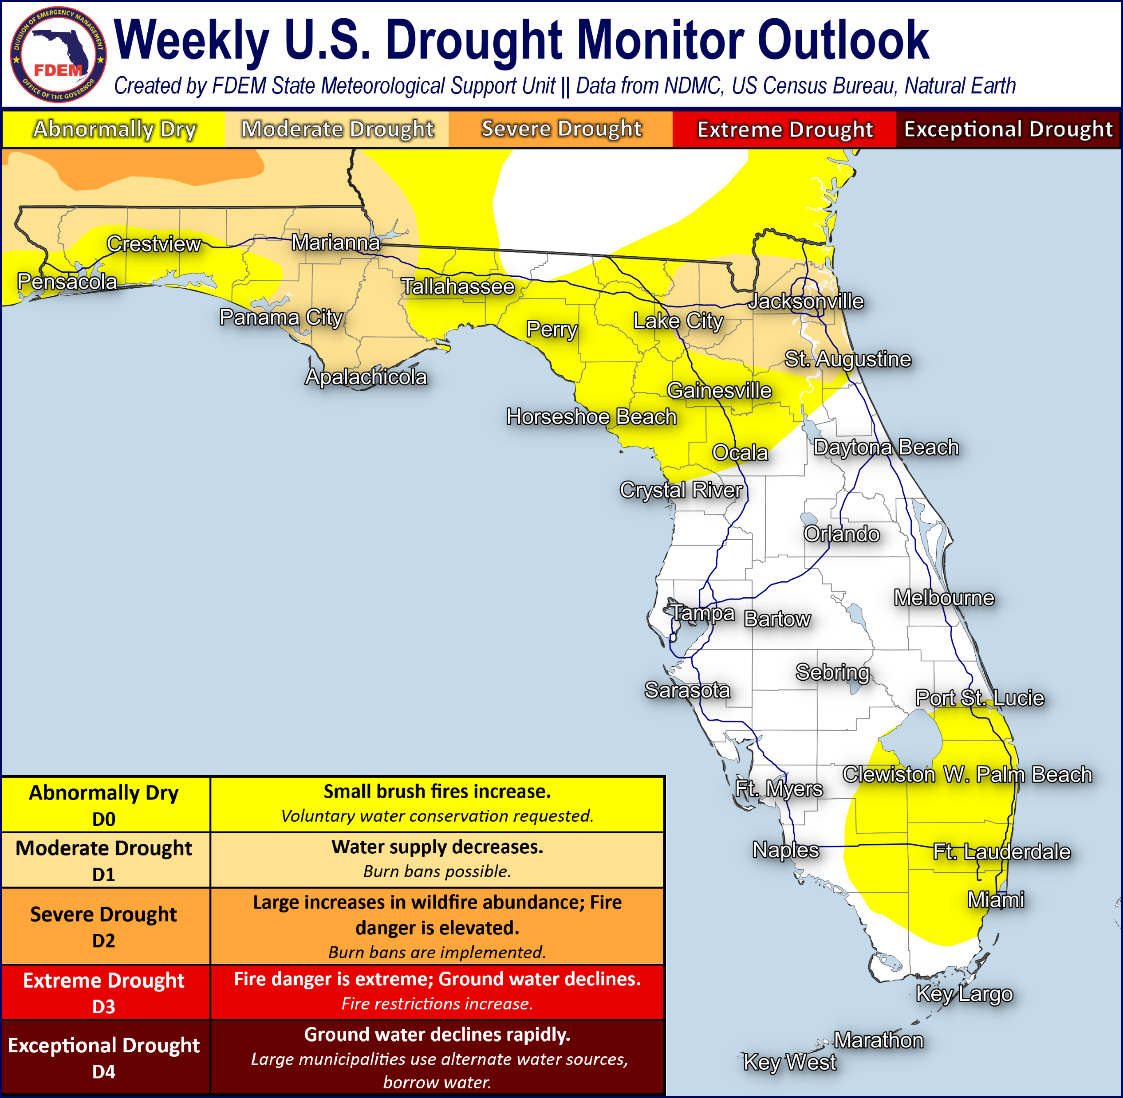 DIVISION OF EMERGENCY MANAGEMENT
FDEM
OFFICE OF THE GOVERNOR
Weekly U.S. Drought Monitor Outlook
Created by FDEM State Meteorological Support Unit || Data from NDMC, US Census Bureau, Natural Earth
Abnormally Dry Moderate Drought Severe Drought Extreme Drought Exceptional Drought
Crestview
Marianna
Pensacola
Tallahassee
Jacksonville
Panama City
Perry
Lake City
St. Augustine
Apalachicola
Gainesville
Horseshoe Beach
Daytona Beach
Ocala
Crystal River
Orlando
Melbourne
Tampa
Bartow
Sebring
Sarasota
Port St. Lucie
Clewiston
W. Palm Beach
Ft. Myers
Naples
Ft. Lauderdale
Miami
Key Largo
Marathon
Key West
Abnormally Dry
D0
Small brush fires increase.
Voluntary water conservation requested.
Moderate Drought
D1
Water supply decreases.
Burn bans possible.
Severe Drought
D2
Large increases in wildfire abundance; Fire
danger is elevated.
Burn bans are implemented.
Extreme Drought
D3
Fire danger is extreme; Ground water declines.
Fire restrictions increase.
Exceptional Drought
D4
Ground water declines rapidly.
Large municipalities use alternate water sources,
borrow water.